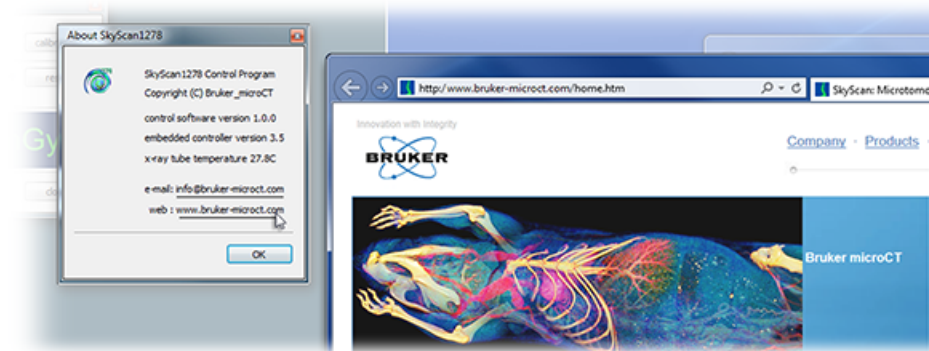 About SkyScan1278
SkyScan1278 Control Program
Copyright (C) Bruker_microCT
control software version 1.0.0
embedded controller version 3.5
x-ray tube temperature 27.8C
e-mail: info@bruker-microct.com
web : www.bruker-microct.com
OK
Gy
http:/www.bruker-microct.com/home.htm
SkyScan: Microtomo
Innovation with Integrity
BRUKER
Company
Products
Bruker microCT